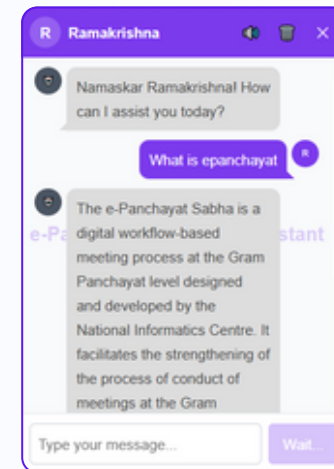 R Ramakrishna
Namaskar Ramakrishna! How
can I assist you today?
What is epanchayat
R
The e-Panchayat Sabha is a
digital workflow-based
e-Pa
stant
meeting process at the Gram
Panchayat level designed
and developed by the
National Informatics Centre. It
facilitates the strengthening of
the process of conduct of
meetings at the Gram
Type your message...
Wait...